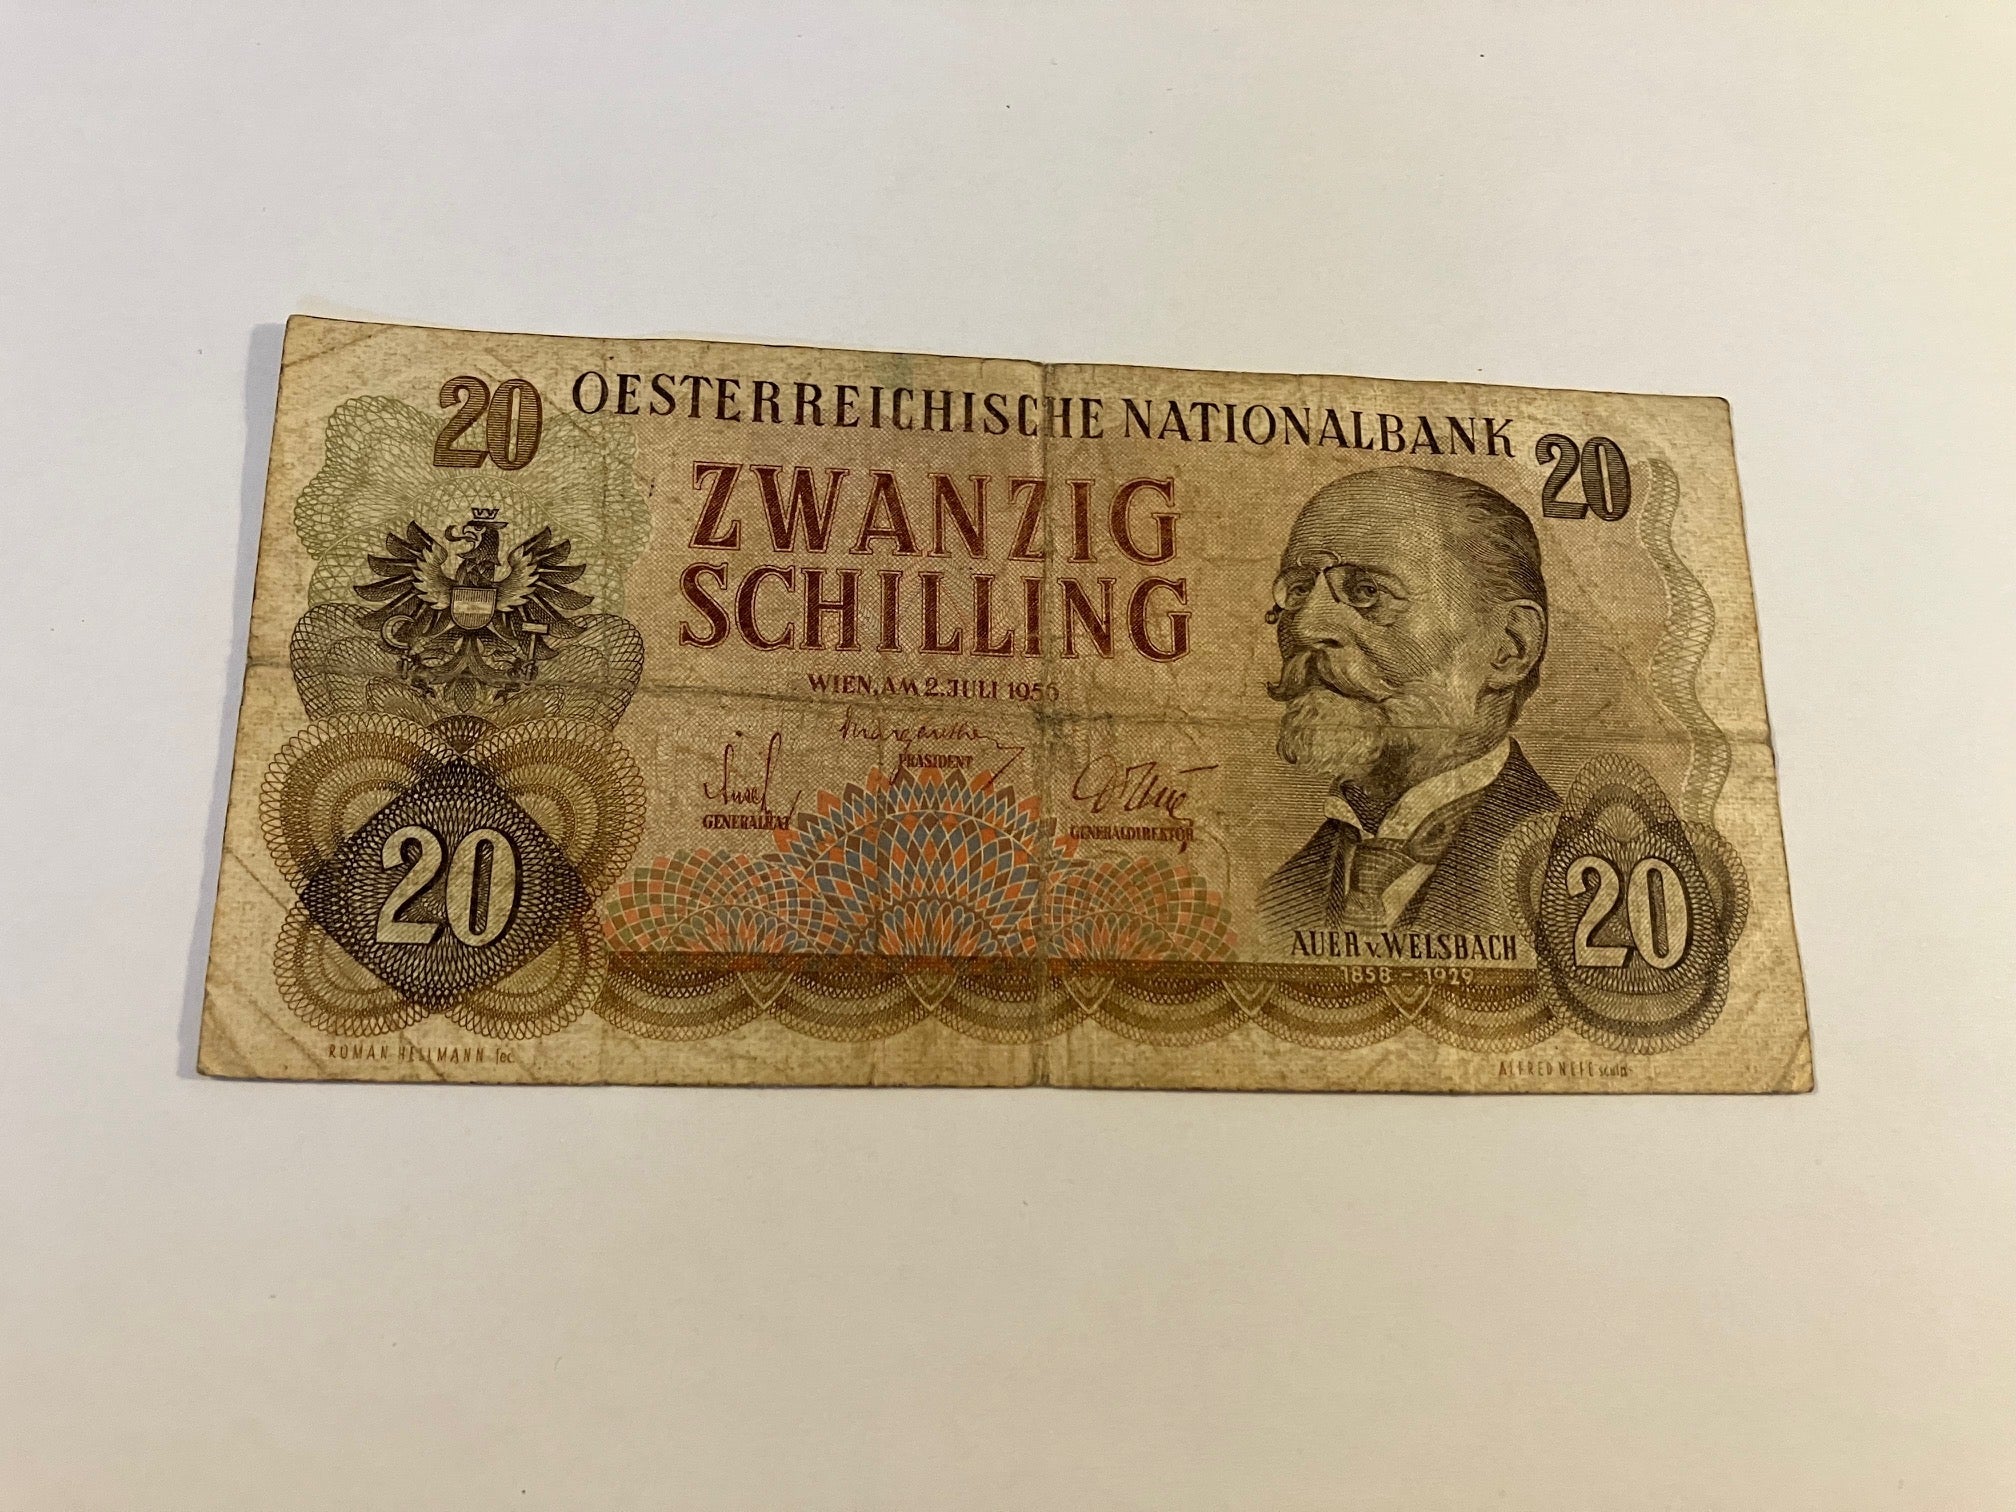 20 OESTERREICHISCHE NATIONALBANK 20
ZWANZIG
SCHILLING
WIEN, AM 2. JULI 1956
PRÄSIDENT
GENERALRAT
GENERALDIREKTOR
20
AUER v. WELSBACH
1858 - 1929
20
ROMAN HELLMANN fec.
ALFRED NEFE sculp.